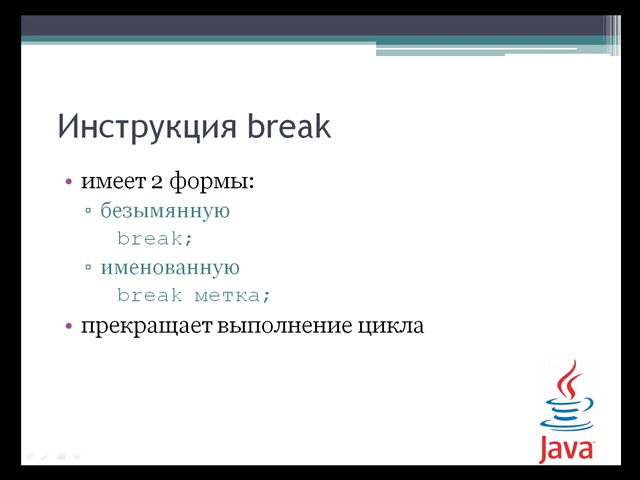 Инструкция break
• имеет 2 формы:
▫ безымянную
break;
▫ именованную
break метка;
• прекращает выполнение цикла
Java